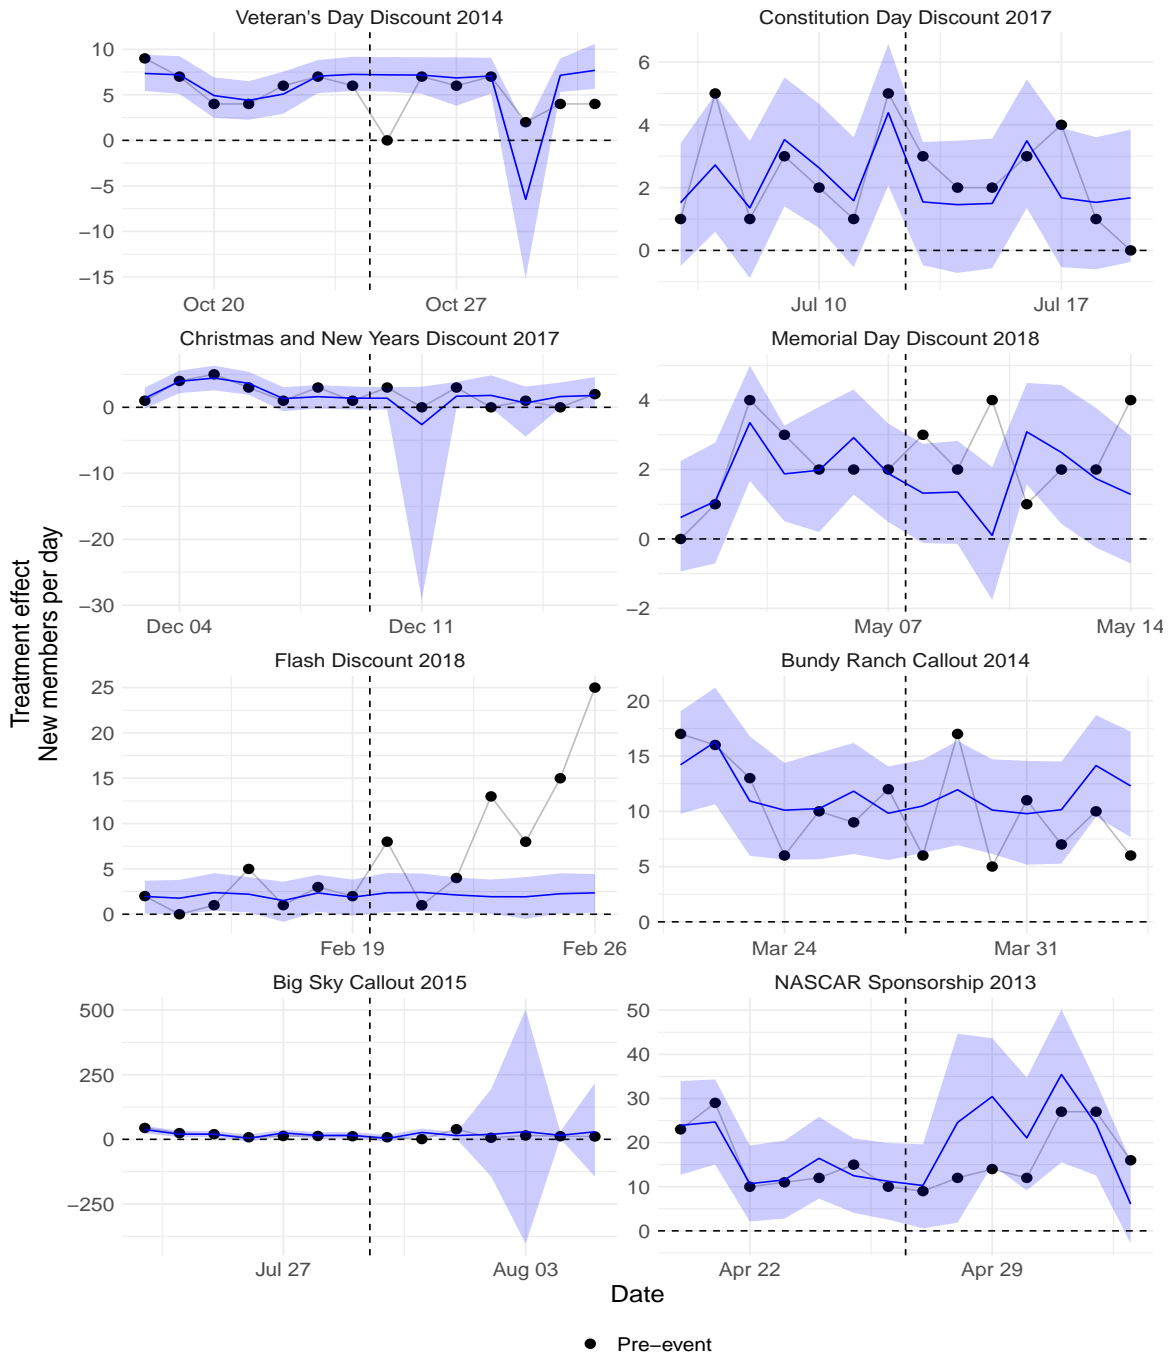 Veteran's Day Discount 2014
10
5
0
−5
−10
−15
Oct 20 Oct 27
Constitution Day Discount 2017
6
4
2
0
Jul 10 Jul 17
Christmas and New Years Discount 2017
0
−10
−20
−30
Dec 04 Dec 11
Memorial Day Discount 2018
4
2
0
−2
May 07 May 14
Treatment effect
New members per day
Flash Discount 2018
25
20
15
10
5
0
Feb 19 Feb 26
Bundy Ranch Callout 2014
20
15
10
5
0
Mar 24 Mar 31
Big Sky Callout 2015
500
250
0
−250
Jul 27 Aug 03
NASCAR Sponsorship 2013
50
40
30
20
10
0
Apr 22 Apr 29
Date
Pre−event